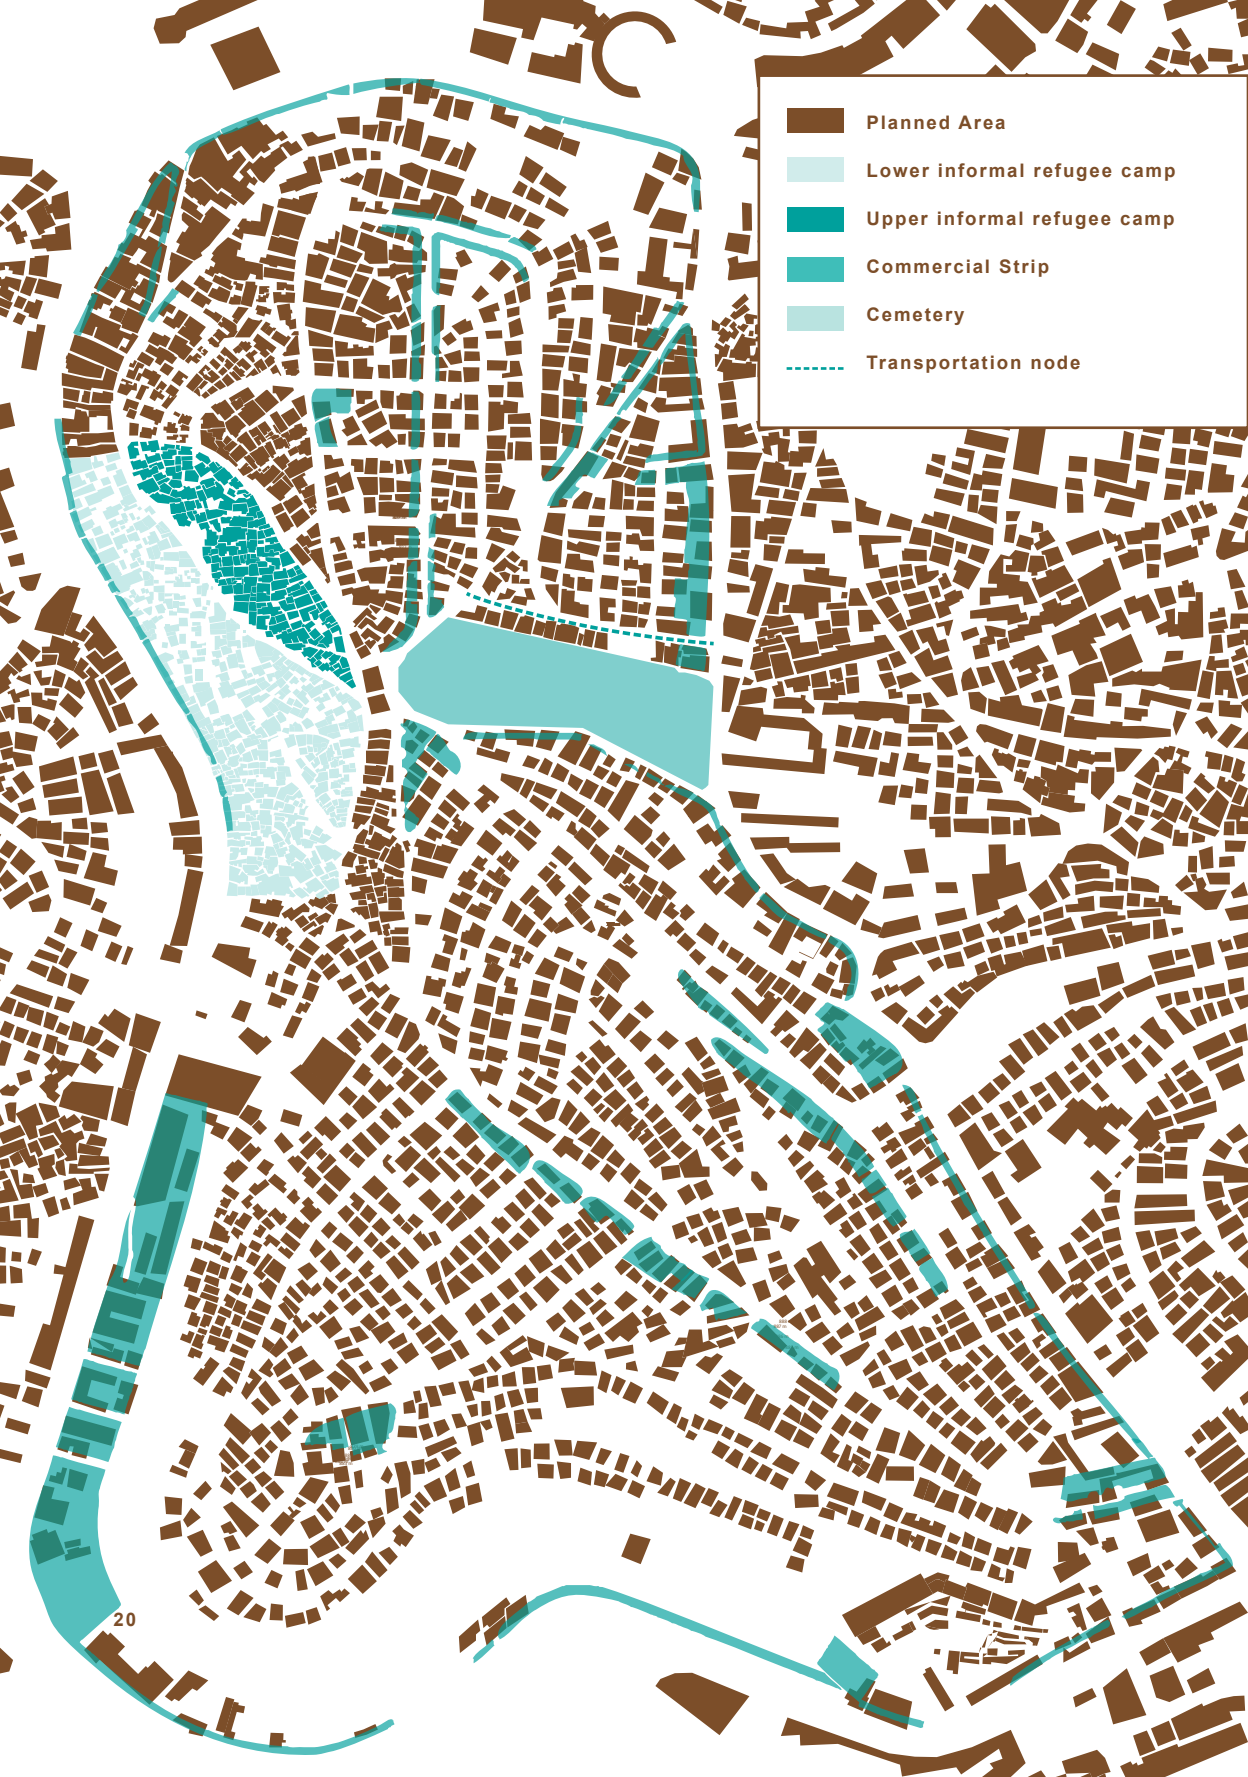 Planned Area
Lower informal refugee camp
Upper informal refugee camp
Commercial Strip
Cemetery
Transportation node
20